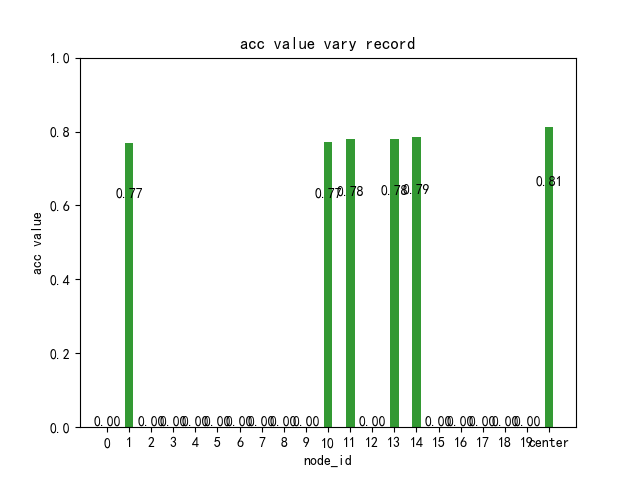 acc value vary record
1.0
0.8
0.6
0.4
0.2
0.0
acc value
0.77 0.77 0.78 0.78 0.79 0.81
0.00 0.00 0.00 0.00 0.00 0.00 0.00 0.00 0.00 0.00 0.00 0.00 0.00 0.00 0.00
0 1 2 3 4 5 6 7 8 9 10 11 12 13 14 15 16 17 18 19 center
node_id